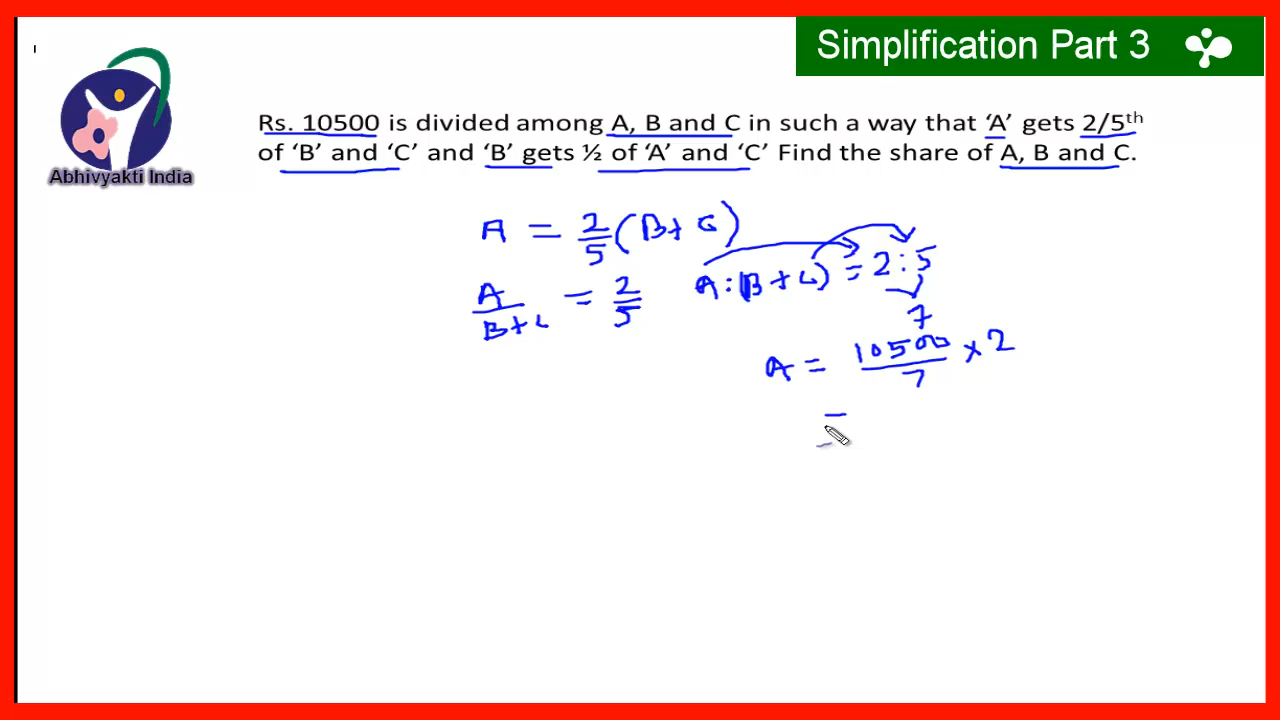 Simplification Part 3
Abhivyakti India
Rs. 10500 is divided among A, B and C in such a way that ‘A’ gets 2/5th
of ‘B’ and ‘C’ and ‘B’ gets ½ of ‘A’ and ‘C’ Find the share of A, B and C.
A = 2/5 (B+C)
A:(B+C) = 2:5
A/B+C = 2/5
7
A = 10500/7 × 2
=